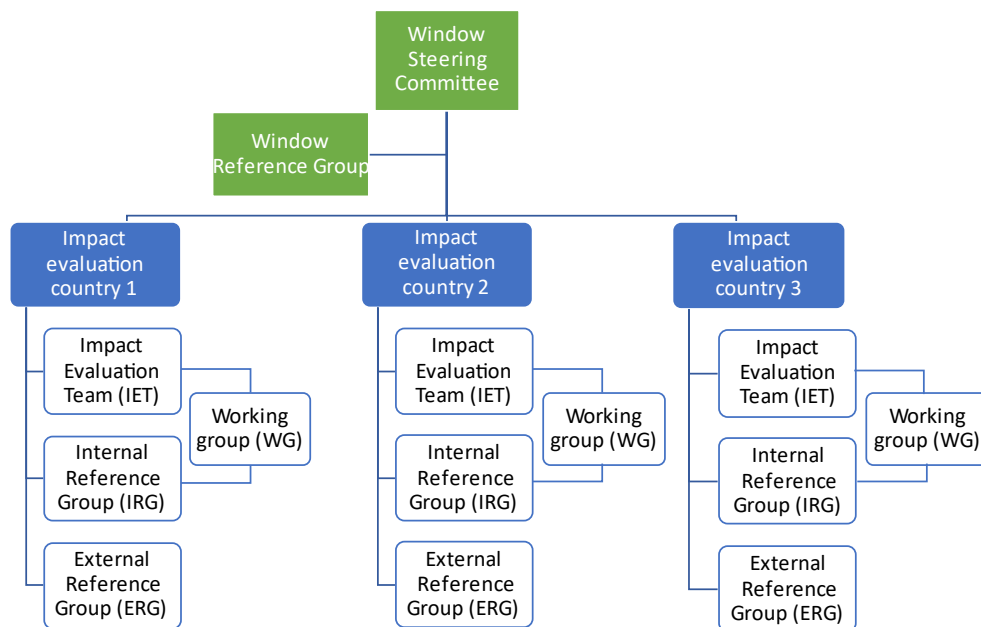 Window
Steering
Committee
Window
Reference Group
Impact
evaluation
country 1
Impact
evaluation
country 2
Impact
evaluation
country 3
Impact
Evaluation
Team (IET)
Working
group (WG)
Internal
Reference
Group (IRG)
External
Reference
Group (ERG)
Impact
Evaluation
Team (IET)
Working
group (WG)
Internal
Reference
Group (IRG)
External
Reference
Group (ERG)
Impact
Evaluation
Team (IET)
Working
group (WG)
Internal
Reference
Group (IRG)
External
Reference
Group (ERG)